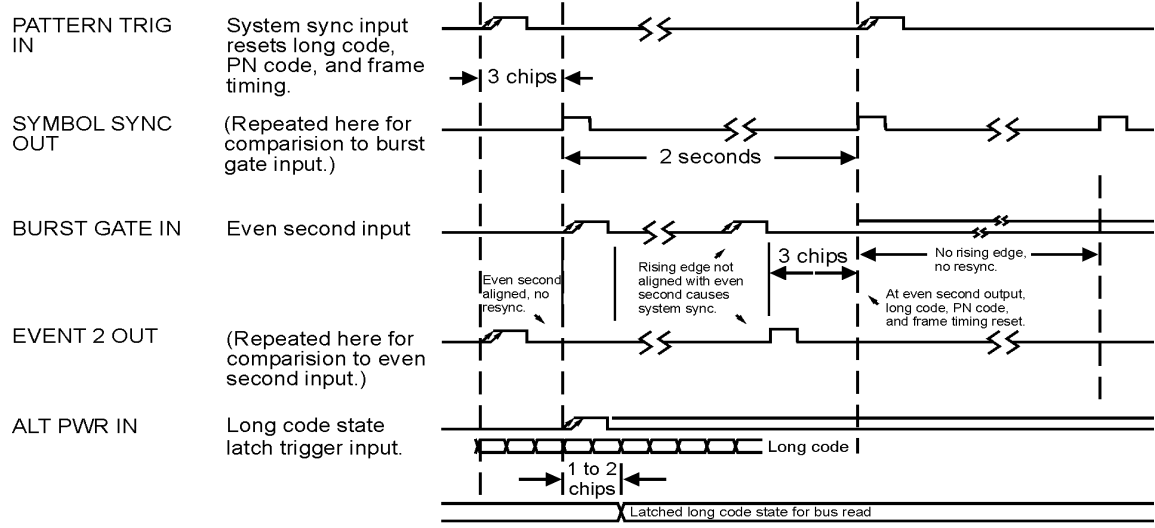 PATTERN TRIG
IN
System sync input
resets long code,
PN code, and frame
timing.
3 chips
SYMBOL SYNC
OUT
(Repeated here for
comparision to burst
gate input.)
2 seconds
BURST GATE IN
Even second input
Even second
aligned, no
resync.
Rising edge not
aligned with even
second causes
system sync.
3 chips
No rising edge,
no resync.
At even second output,
long code, PN code,
and frame timing reset.
EVENT 2 OUT
(Repeated here for
comparision to even
second input.)
ALT PWR IN
Long code state
latch trigger input.
Long code
1 to 2
chips
Latched long code state for bus read